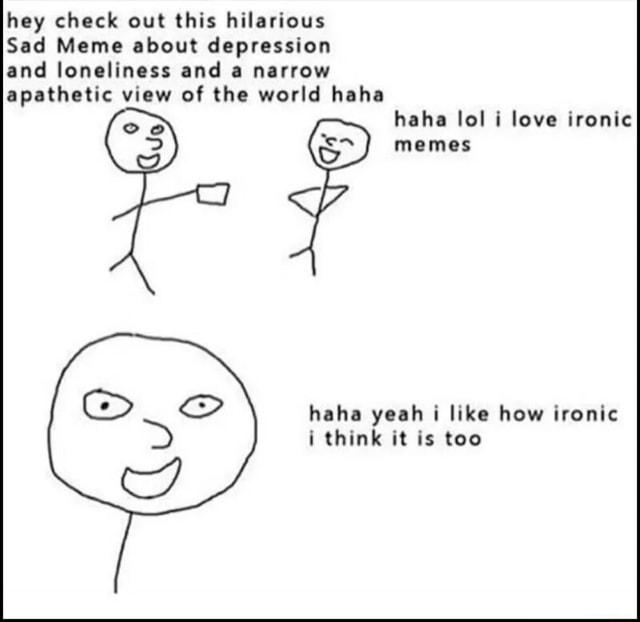 hey check out this hilarious
Sad Meme about depression
and loneliness and a narrow
apathetic view of the world haha
haha lol i love ironic
memes
haha yeah i like how ironic
i think it is too